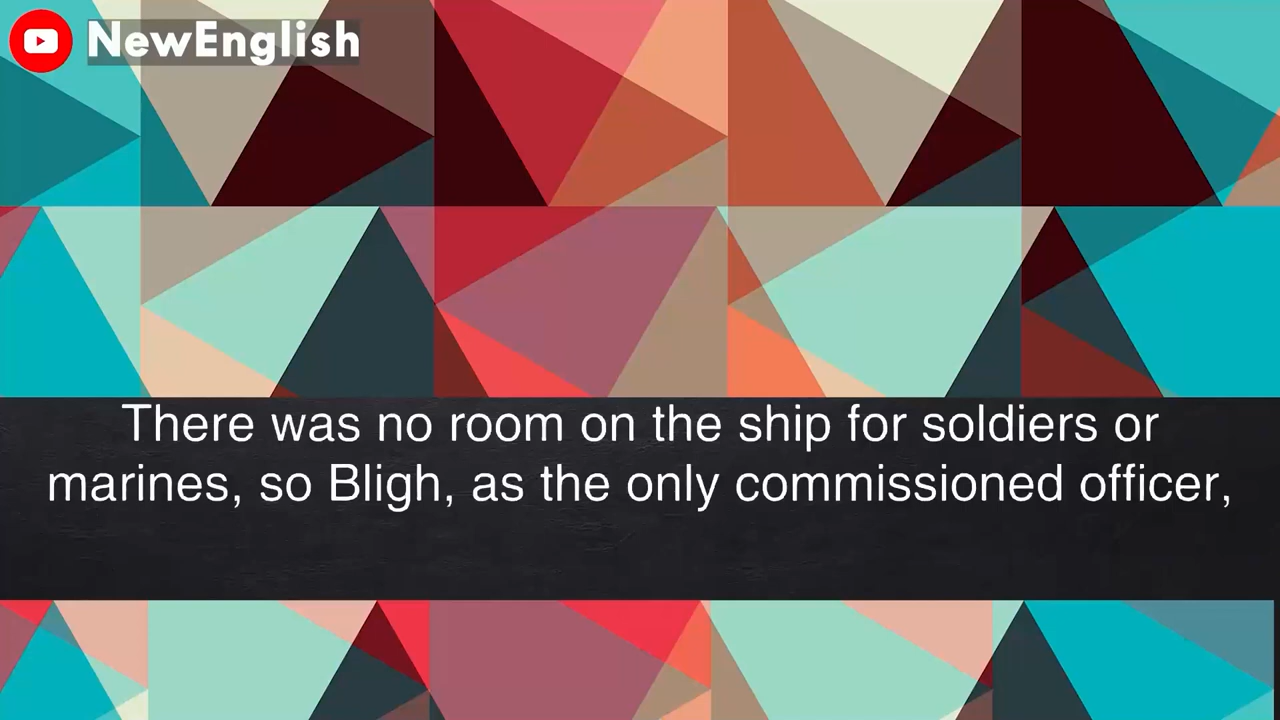 NewEnglish
There was no room on the ship for soldiers or
marines, so Bligh, as the only commissioned officer,